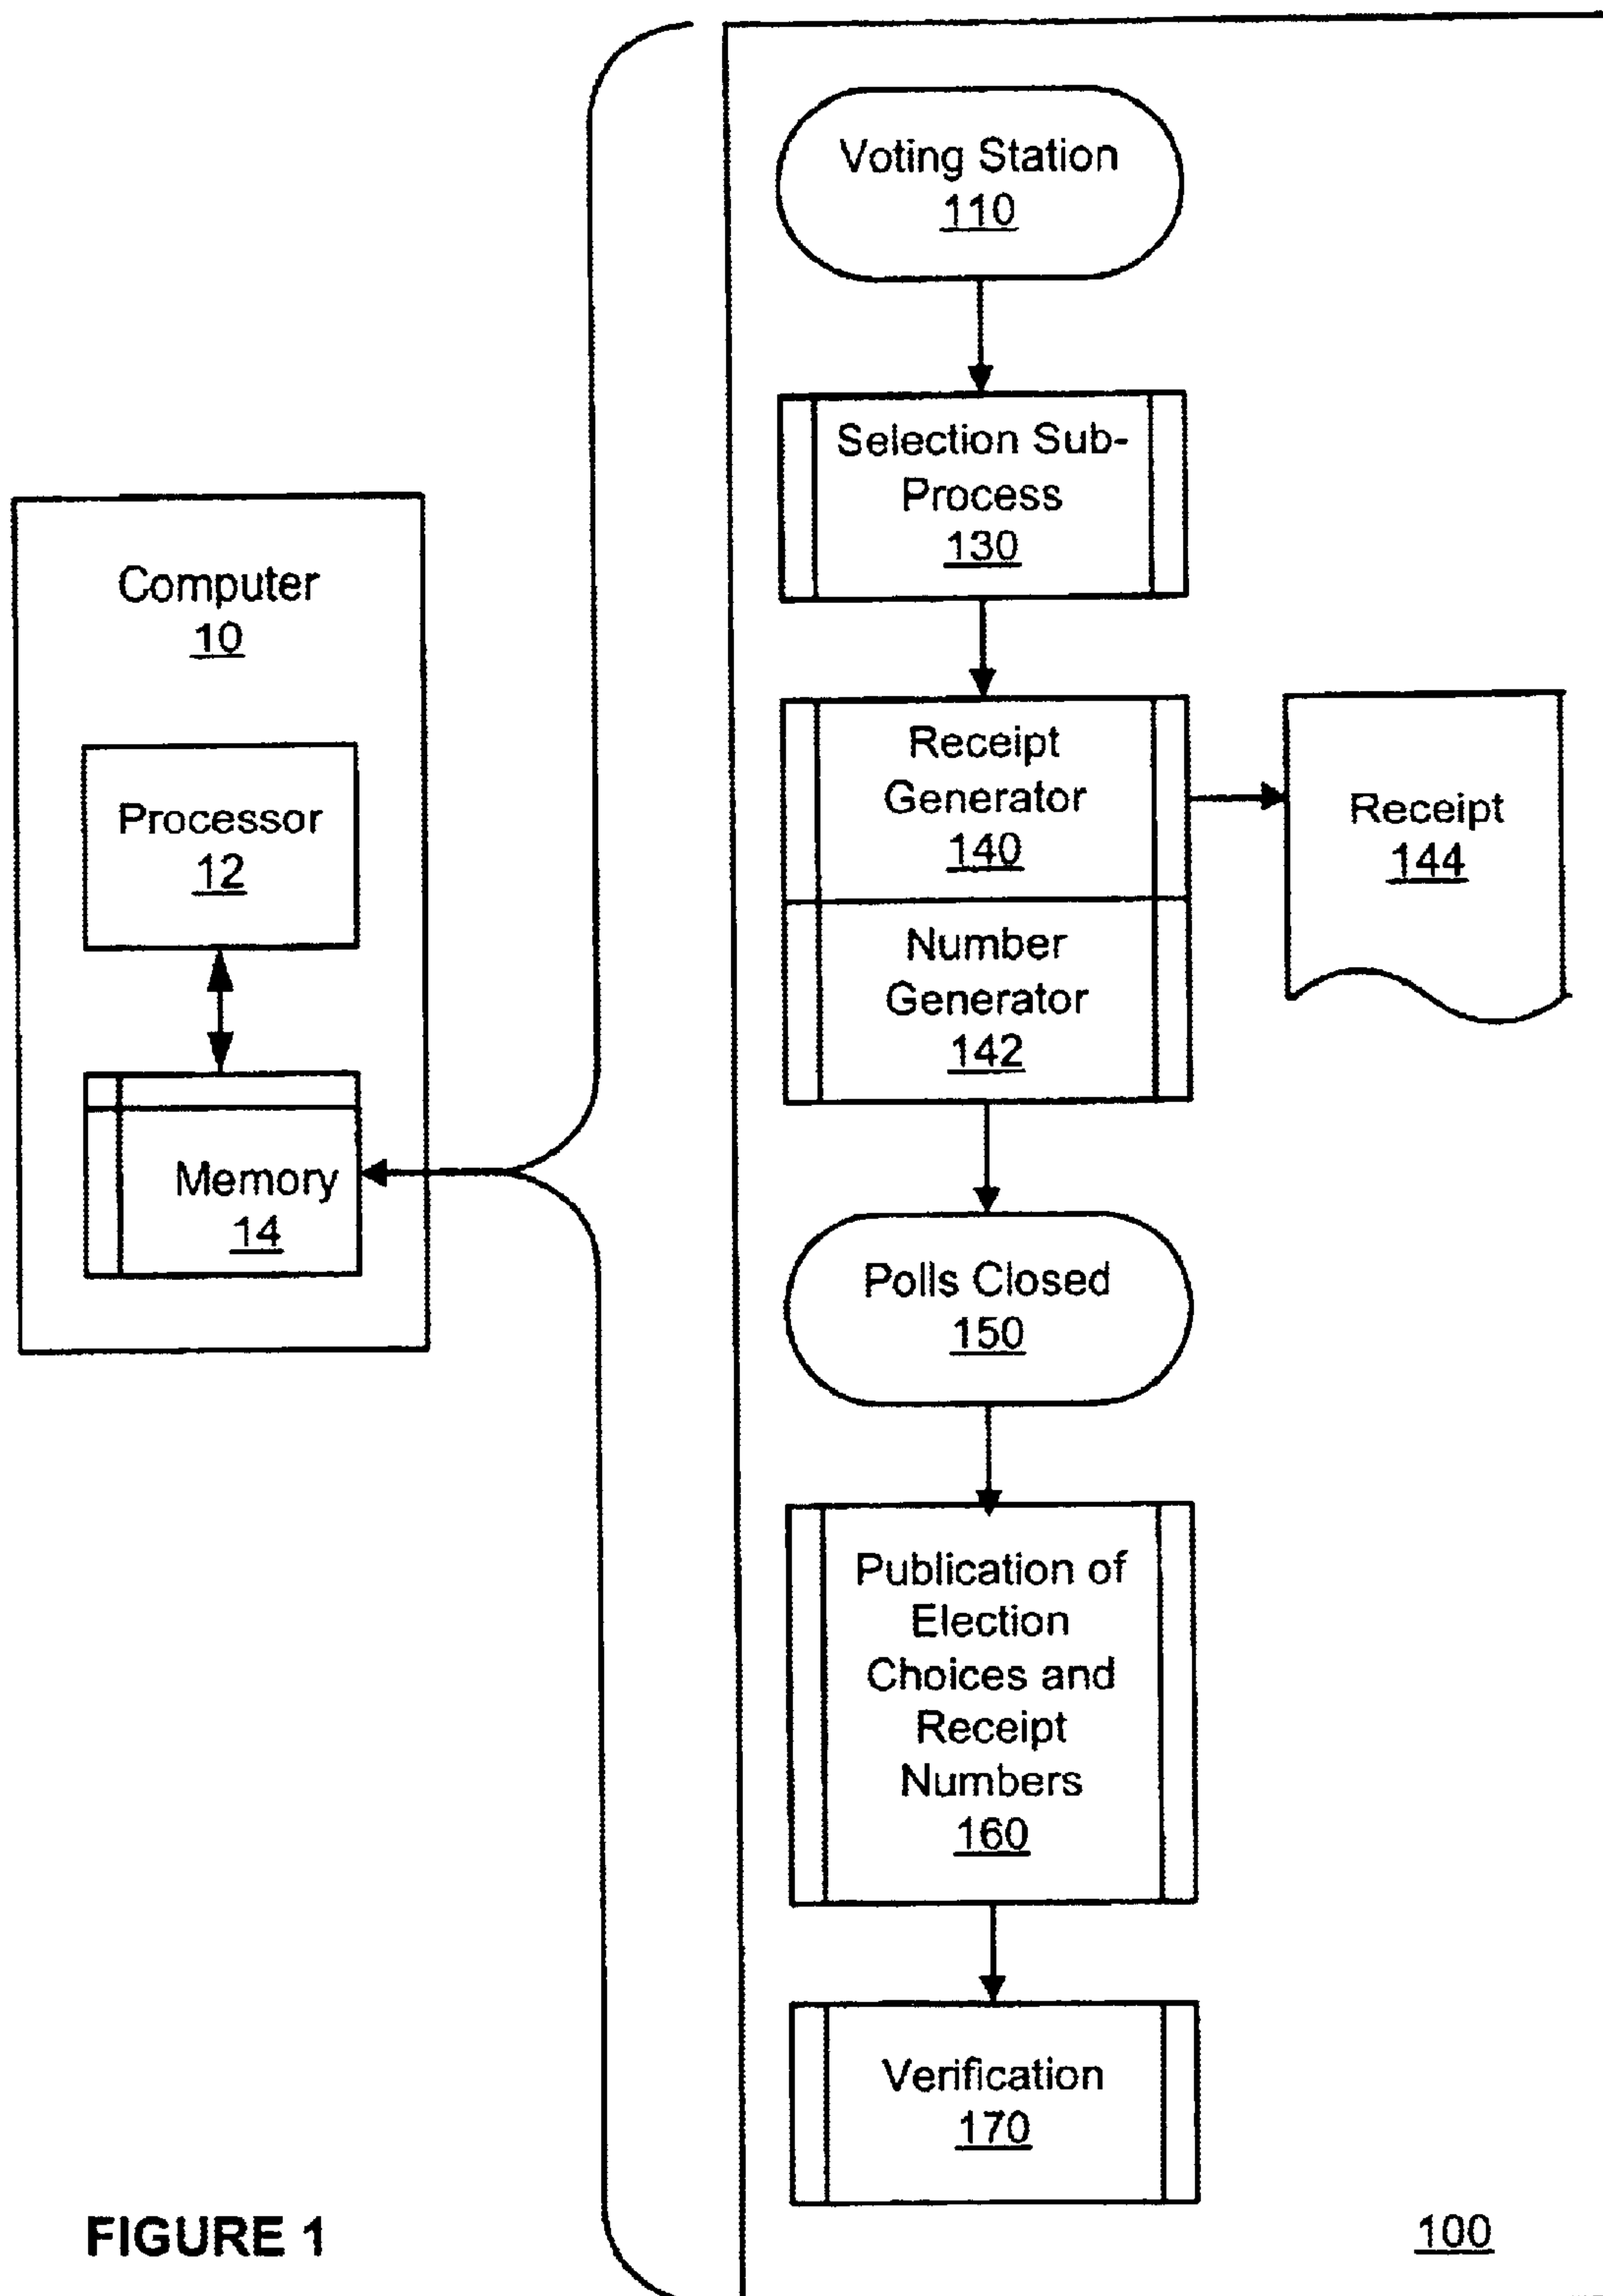 Computer
10
Processor
12
Memory
14
Voting Station
110
Selection Sub-
Process
130
Receipt
Generator
140
Number
Generator
142
Receipt
144
Polls Closed
150
Publication of
Election
Choices and
Receipt
Numbers
160
Verification
170
FIGURE 1
100